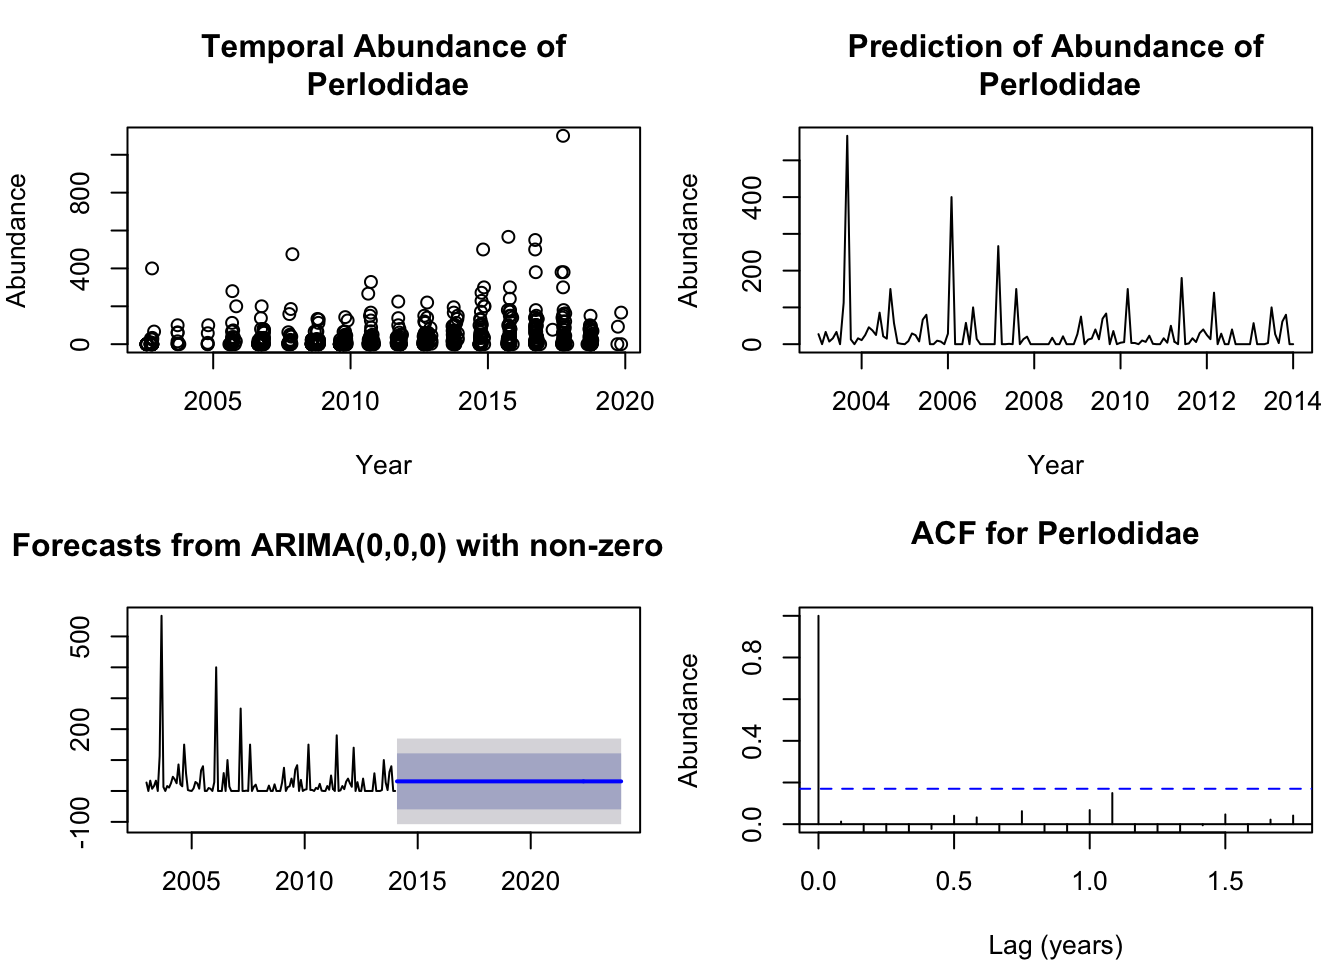 Temporal Abundance of
Perlodidae
Abundance
0
400
800
2005 2010 2015 2020
Year
Prediction of Abundance of
Perlodidae
Abundance
0
200
400
2004 2006 2008 2010 2012 2014
Year
Forecasts from ARIMA(0,0,0) with non-zero
-100
200
500
2005 2010 2015 2020
ACF for Perlodidae
Abundance
0.0
0.4
0.8
0.0 0.5 1.0 1.5
Lag (years)